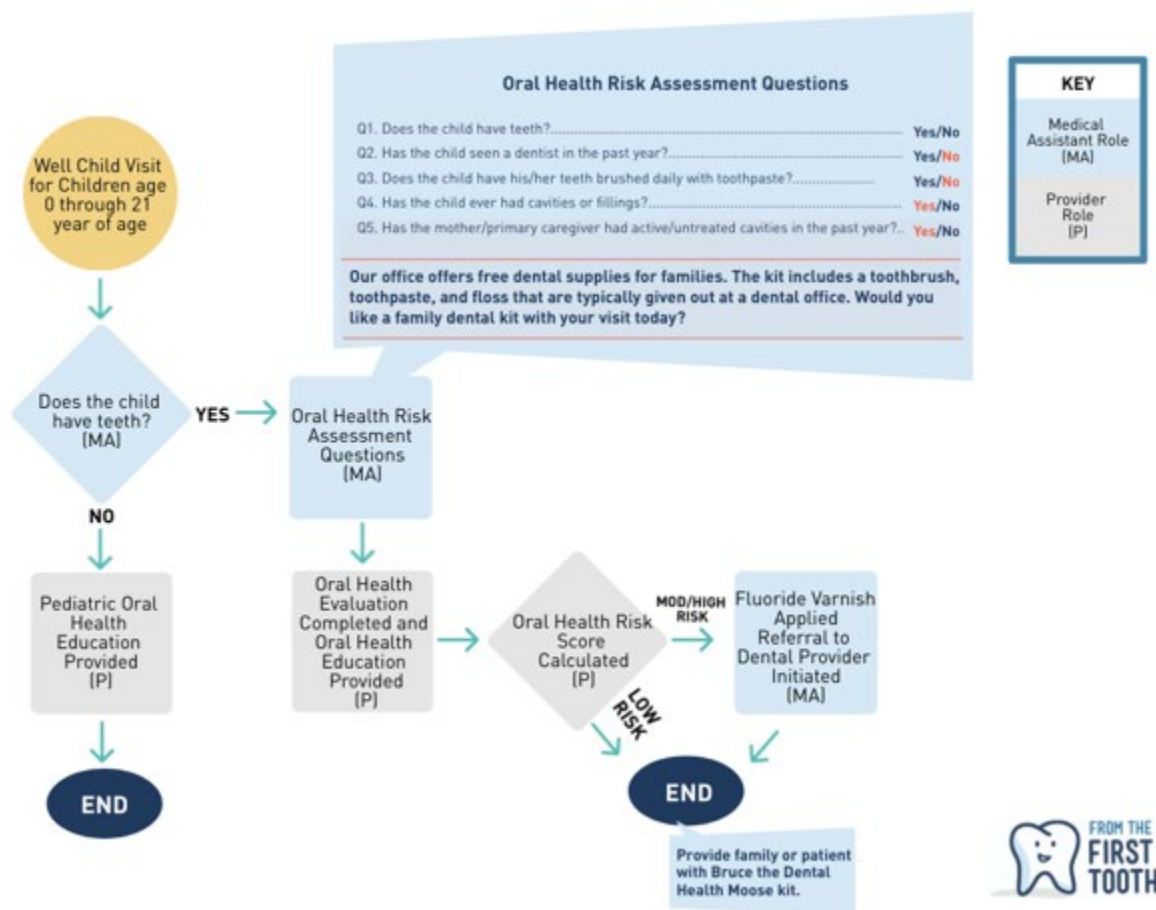 Oral Health Risk Assessment Questions
Q1. Does the child have teeth?........................................................................ Yes/No
Q2. Has the child seen a dentist in the past year?.................................................... Yes/No
Q3. Does the child have his/her teeth brushed daily with toothpaste?.................... Yes/No
Q4. Has the child ever had cavities or fillings?........................................................ Yes/No
Q5. Has the mother/primary caregiver had active/untreated cavities in the past year?.. Yes/No
Our office offers free dental supplies for families. The kit includes a toothbrush,
toothpaste, and floss that are typically given out at a dental office. Would you
like a family dental kit with your visit today?
KEY
Medical
Assistant Role
(MA)
Provider
Role
(P)
Well Child Visit
for Children age
0 through 21
year of age
Does the child
have teeth?
(MA)
YES
Oral Health Risk
Assessment
Questions
(MA)
NO
Pediatric Oral
Health
Education
Provided
(P)
END
Oral Health
Evaluation
Completed and
Oral Health
Education
Provided
(P)
Oral Health Risk
Score
Calculated
(P)
MOD/HIGH
RISK
Fluoride Varnish
Applied
Referral to
Dental Provider
Initiated
(MA)
LOW
RISK
END
Provide family or patient
with Bruce the Dental
Health Moose kit.
FROM THE
FIRST
TOOTH